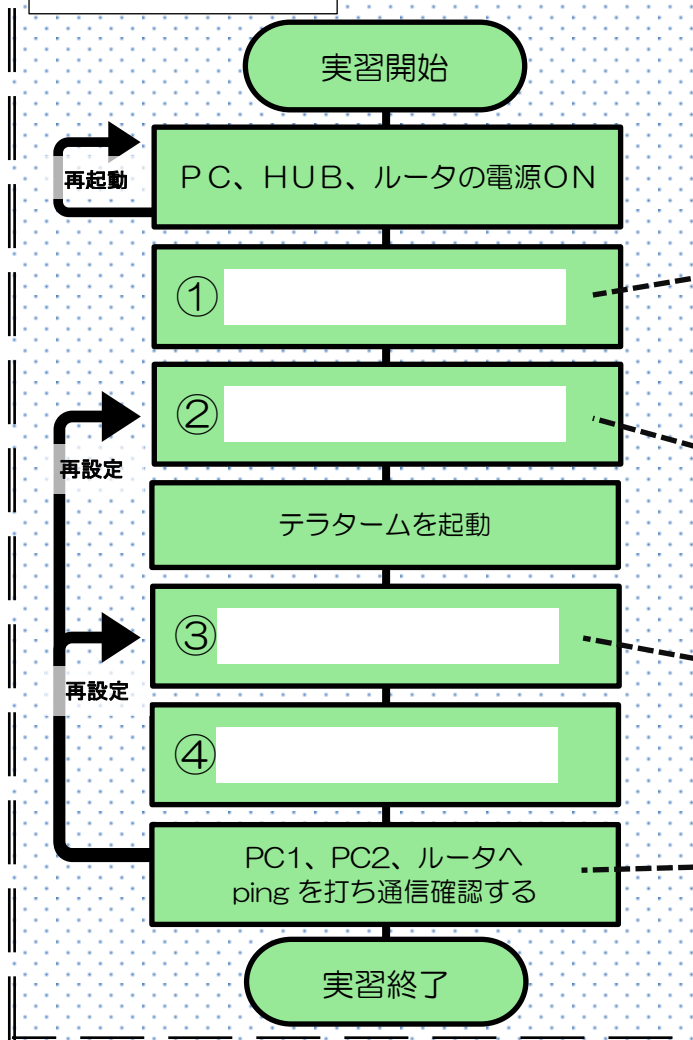 実習開始
再起動
PC、HUB、ルータの電源ON
①
②
再設定
テラタームを起動
③
再設定
④
PC1、PC2、ルータへ
ping を打ち通信確認する
実習終了